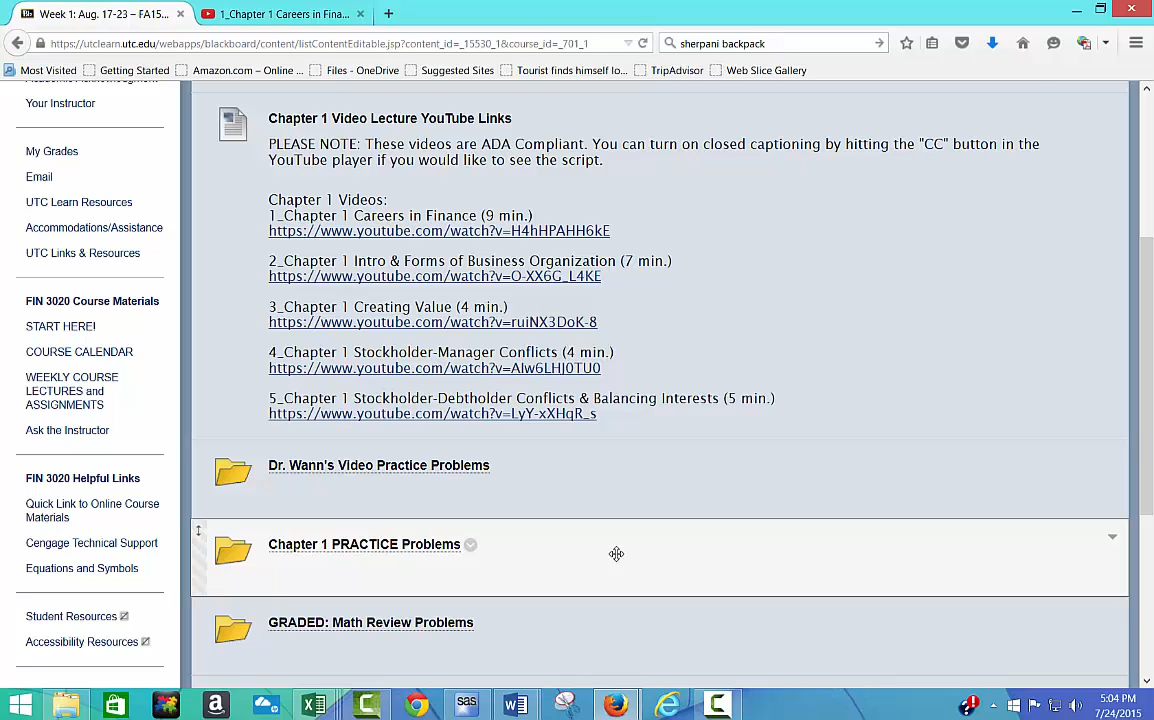 Week 1: Aug. 17-23 – FA15...
1_Chapter 1 Careers in Fina...
https://utclearn.utc.edu/webapps/blackboard/content/listContentEditable.jsp?content_id=_15530_1&course_id=_701_1
sherpani backpack
Most Visited
Getting Started
Amazon.com – Online ...
Files - OneDrive
Suggested Sites
Tourist finds himself lo...
TripAdvisor
Web Slice Gallery
Your Instructor
My Grades
Email
UTC Learn Resources
Accommodations/Assistance
UTC Links & Resources
FIN 3020 Course Materials
START HERE!
COURSE CALENDAR
WEEKLY COURSE
LECTURES and
ASSIGNMENTS
Ask the Instructor
FIN 3020 Helpful Links
Quick Link to Online Course
Materials
Cengage Technical Support
Equations and Symbols
Student Resources
Accessibility Resources
Chapter 1 Video Lecture YouTube Links
PLEASE NOTE: These videos are ADA Compliant. You can turn on closed captioning by hitting the "CC" button in the
YouTube player if you would like to see the script.
Chapter 1 Videos:
1_Chapter 1 Careers in Finance (9 min.)
https://www.youtube.com/watch?v=H4hHPAHH6kE
2_Chapter 1 Intro & Forms of Business Organization (7 min.)
https://www.youtube.com/watch?v=O-XX6G_L4KE
3_Chapter 1 Creating Value (4 min.)
https://www.youtube.com/watch?v=ruiNX3DoK-8
4_Chapter 1 Stockholder-Manager Conflicts (4 min.)
https://www.youtube.com/watch?v=AIw6LHJ0TU0
5_Chapter 1 Stockholder-Debtholder Conflicts & Balancing Interests (5 min.)
https://www.youtube.com/watch?v=LyY-xXHqR_s
Dr. Wann's Video Practice Problems
Chapter 1 PRACTICE Problems
GRADED: Math Review Problems
sas
5:04 PM
7/24/2015